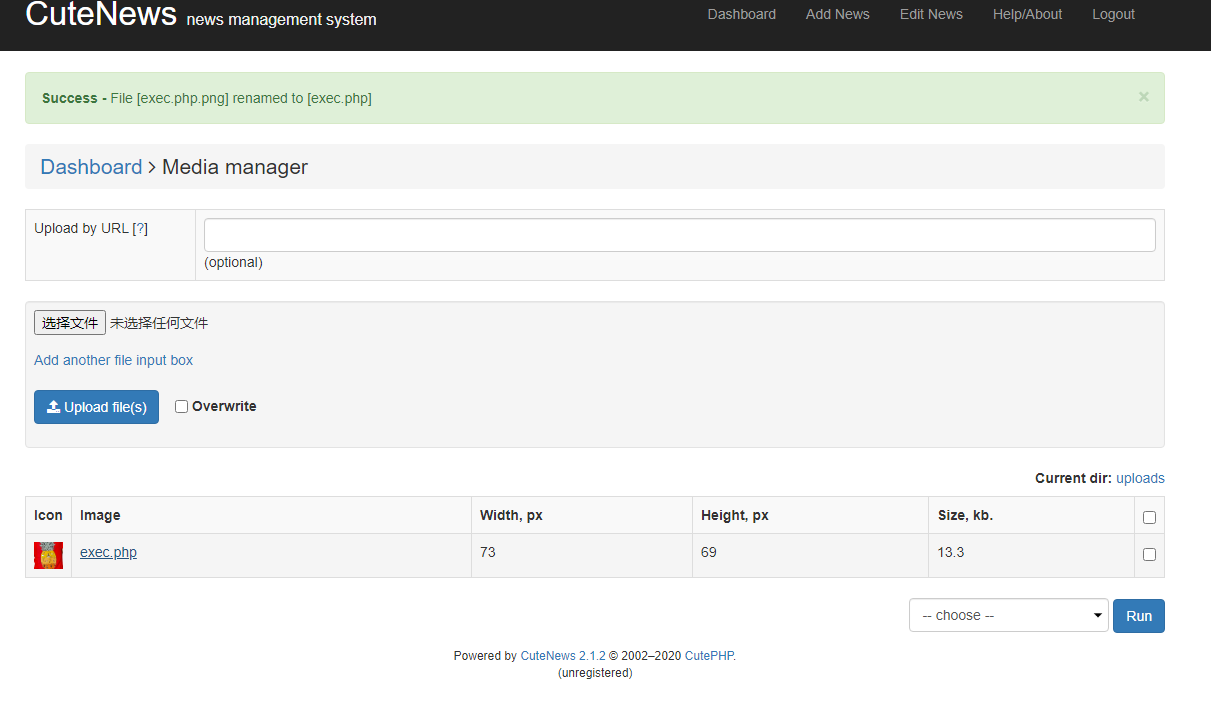 CuteNews news management system
Dashboard Add News Edit News Help/About Logout
Success - File [exec.php.png] renamed to [exec.php]
×
Dashboard > Media manager
Upload by URL [?]
(optional)
选择文件 未选择任何文件
Add another file input box
Upload file(s) Overwrite
Current dir: uploads
Icon Image Width, px Height, px Size, kb.
exec.php 73 69 13.3
-- choose -- Run
Powered by CuteNews 2.1.2 © 2002–2020 CutePHP.
(unregistered)